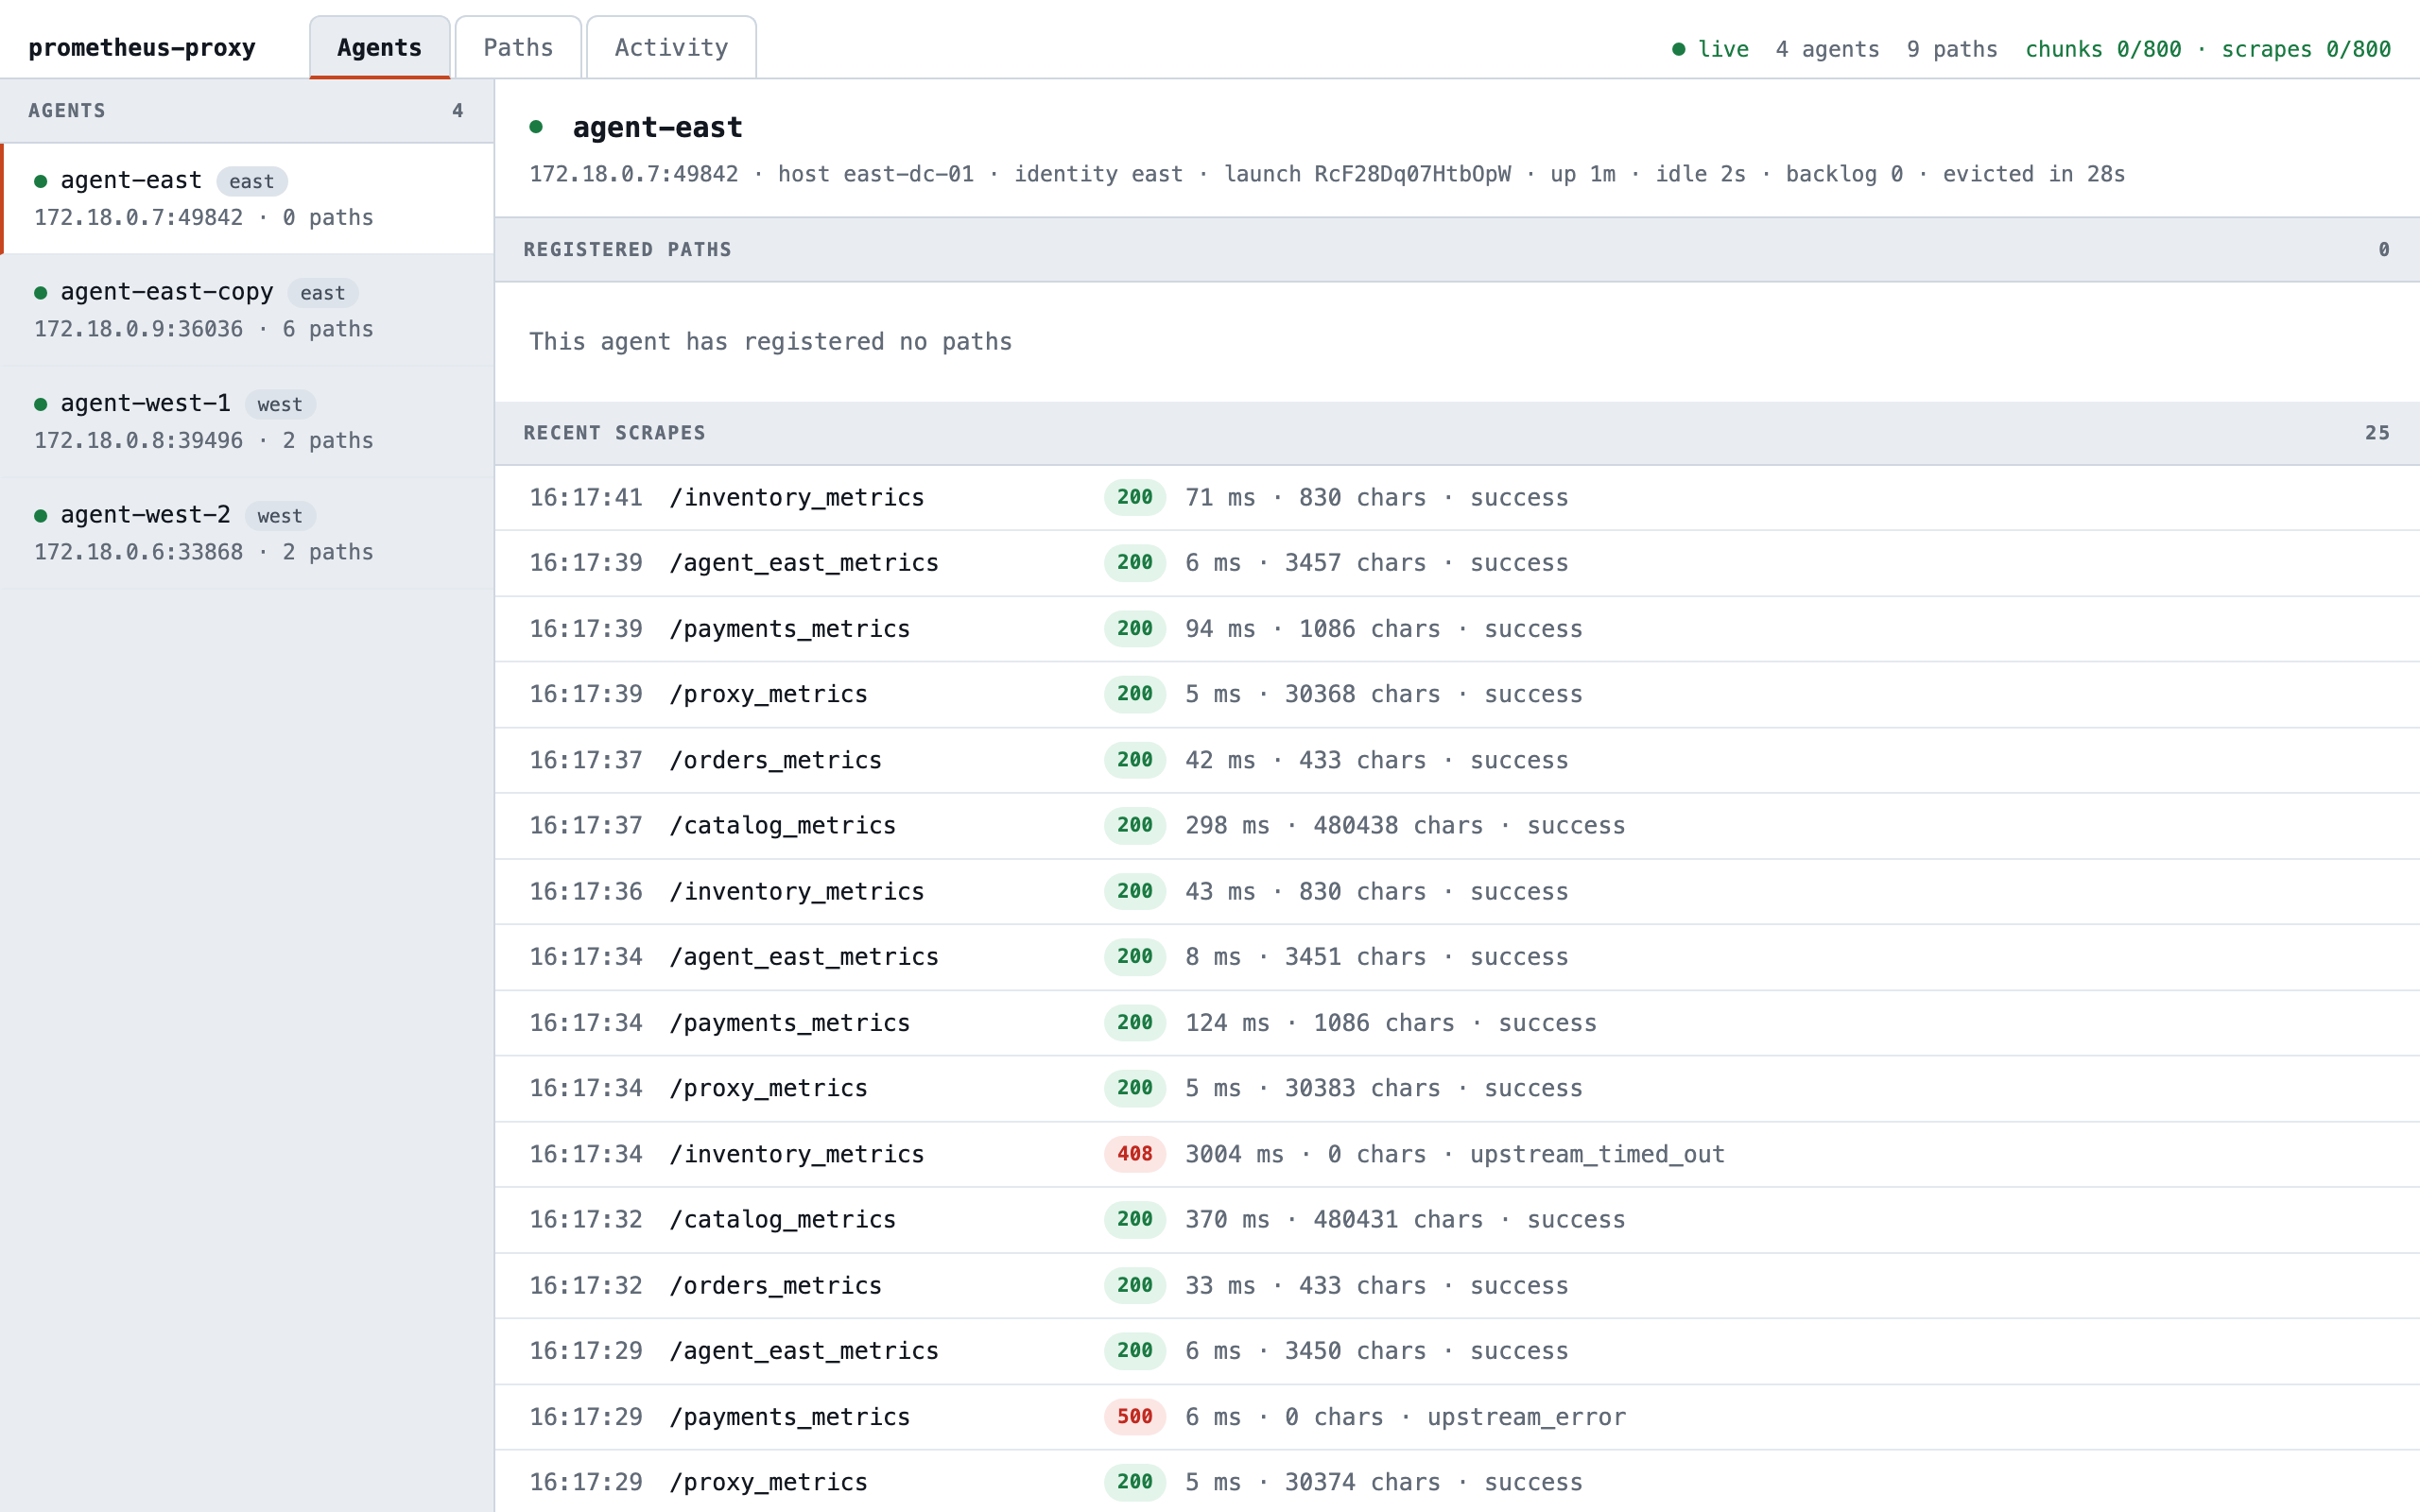 prometheus-proxy Agents Paths Activity live 4 agents 9 paths chunks 0/800 · scrapes 0/800
AGENTS 4
agent-east east
172.18.0.7:49842 · 0 paths
agent-east-copy east
172.18.0.9:36036 · 6 paths
agent-west-1 west
172.18.0.8:39496 · 2 paths
agent-west-2 west
172.18.0.6:33868 · 2 paths
agent-east
172.18.0.7:49842 · host east-dc-01 · identity east · launch RcF28Dq07HtbOpW · up 1m · idle 2s · backlog 0 · evicted in 28s
REGISTERED PATHS 0
This agent has registered no paths
RECENT SCRAPES 25
16:17:41 /inventory_metrics 200 71 ms · 830 chars · success
16:17:39 /agent_east_metrics 200 6 ms · 3457 chars · success
16:17:39 /payments_metrics 200 94 ms · 1086 chars · success
16:17:39 /proxy_metrics 200 5 ms · 30368 chars · success
16:17:37 /orders_metrics 200 42 ms · 433 chars · success
16:17:37 /catalog_metrics 200 298 ms · 480438 chars · success
16:17:36 /inventory_metrics 200 43 ms · 830 chars · success
16:17:34 /agent_east_metrics 200 8 ms · 3451 chars · success
16:17:34 /payments_metrics 200 124 ms · 1086 chars · success
16:17:34 /proxy_metrics 200 5 ms · 30383 chars · success
16:17:34 /inventory_metrics 408 3004 ms · 0 chars · upstream_timed_out
16:17:32 /catalog_metrics 200 370 ms · 480431 chars · success
16:17:32 /orders_metrics 200 33 ms · 433 chars · success
16:17:29 /agent_east_metrics 200 6 ms · 3450 chars · success
16:17:29 /payments_metrics 500 6 ms · 0 chars · upstream_error
16:17:29 /proxy_metrics 200 5 ms · 30374 chars · success